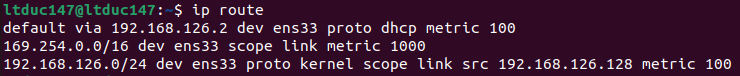 ltduc147@ltduc147:~$ ip route
default via 192.168.126.2 dev ens33 proto dhcp metric 100
169.254.0.0/16 dev ens33 scope link metric 1000
192.168.126.0/24 dev ens33 proto kernel scope link src 192.168.126.128 metric 100